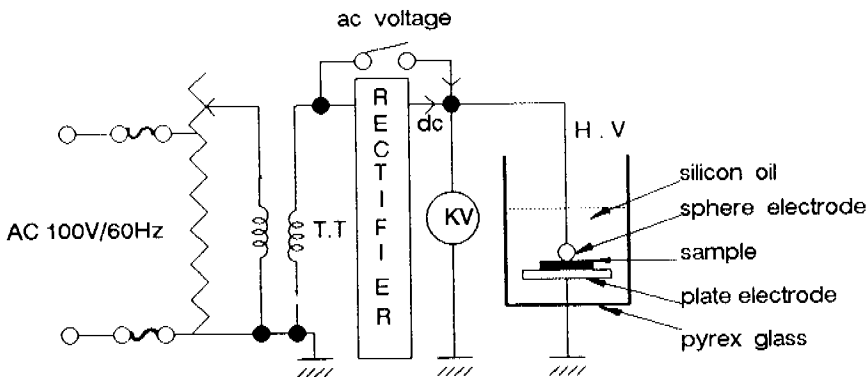 ac voltage
RECTIFIER
dc
H . V
silicon oil
sphere electrode
AC 100V/60Hz
T.T
KV
sample
plate electrode
pyrex glass